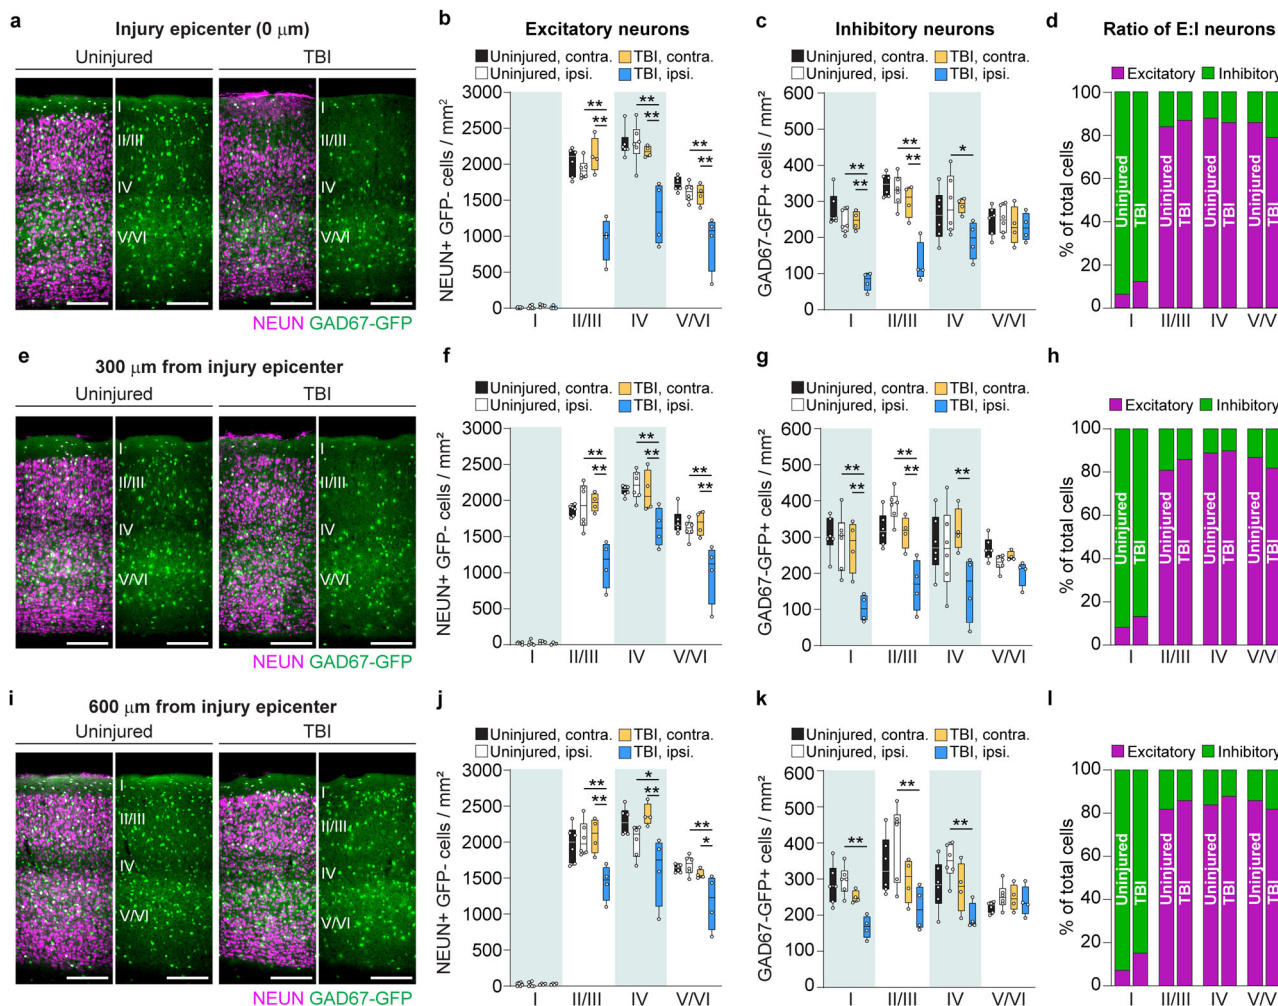 a
Injury epicenter (0 μm)
Uninjured
TBI
I
II/III
IV
V/VI
NEUN GAD67-GFP
b
Excitatory neurons
Uninjured, contra.
TBI, contra.
Uninjured, ipsi.
TBI, ipsi.
NEUN+ GFP- cells / mm²
3000
2500
2000
1500
1000
500
0
** ** ** ** ** **
I II/III IV V/VI
c
Inhibitory neurons
Uninjured, contra.
TBI, contra.
Uninjured, ipsi.
TBI, ipsi.
GAD67-GFP+ cells / mm²
600
500
400
300
200
100
0
** ** ** ** *
I II/III IV V/VI
d
Ratio of E:I neurons
Excitatory
Inhibitory
% of total cells
100
80
60
40
20
0
Uninjured TBI Uninjured TBI Uninjured TBI Uninjured TBI
I II/III IV V/V
e
300 μm from injury epicenter
Uninjured
TBI
I
II/III
IV
V/VI
NEUN GAD67-GFP
f
Uninjured, contra.
TBI, contra.
Uninjured, ipsi.
TBI, ipsi.
NEUN+ GFP- cells / mm²
3000
2500
2000
1500
1000
500
0
** ** ** ** ** **
I II/III IV V/VI
g
Uninjured, contra.
TBI, contra.
Uninjured, ipsi.
TBI, ipsi.
GAD67-GFP+ cells / mm²
600
500
400
300
200
100
0
** ** ** ** **
I II/III IV V/VI
h
Excitatory
Inhibitory
% of total cells
100
80
60
40
20
0
Uninjured TBI Uninjured TBI Uninjured TBI Uninjured TBI
I II/III IV V/V
i
600 μm from injury epicenter
Uninjured
TBI
I
II/III
IV
V/VI
NEUN GAD67-GFP
j
Uninjured, contra.
TBI, contra.
Uninjured, ipsi.
TBI, ipsi.
NEUN+ GFP- cells / mm²
3000
2500
2000
1500
1000
500
0
** ** * ** ** *
I II/III IV V/VI
k
Uninjured, contra.
TBI, contra.
Uninjured, ipsi.
TBI, ipsi.
GAD67-GFP+ cells / mm²
600
500
400
300
200
100
0
** ** **
I II/III IV V/VI
l
Excitatory
Inhibitory
% of total cells
100
80
60
40
20
0
Uninjured TBI Uninjured TBI Uninjured TBI Uninjured TBI
I II/III IV V/V